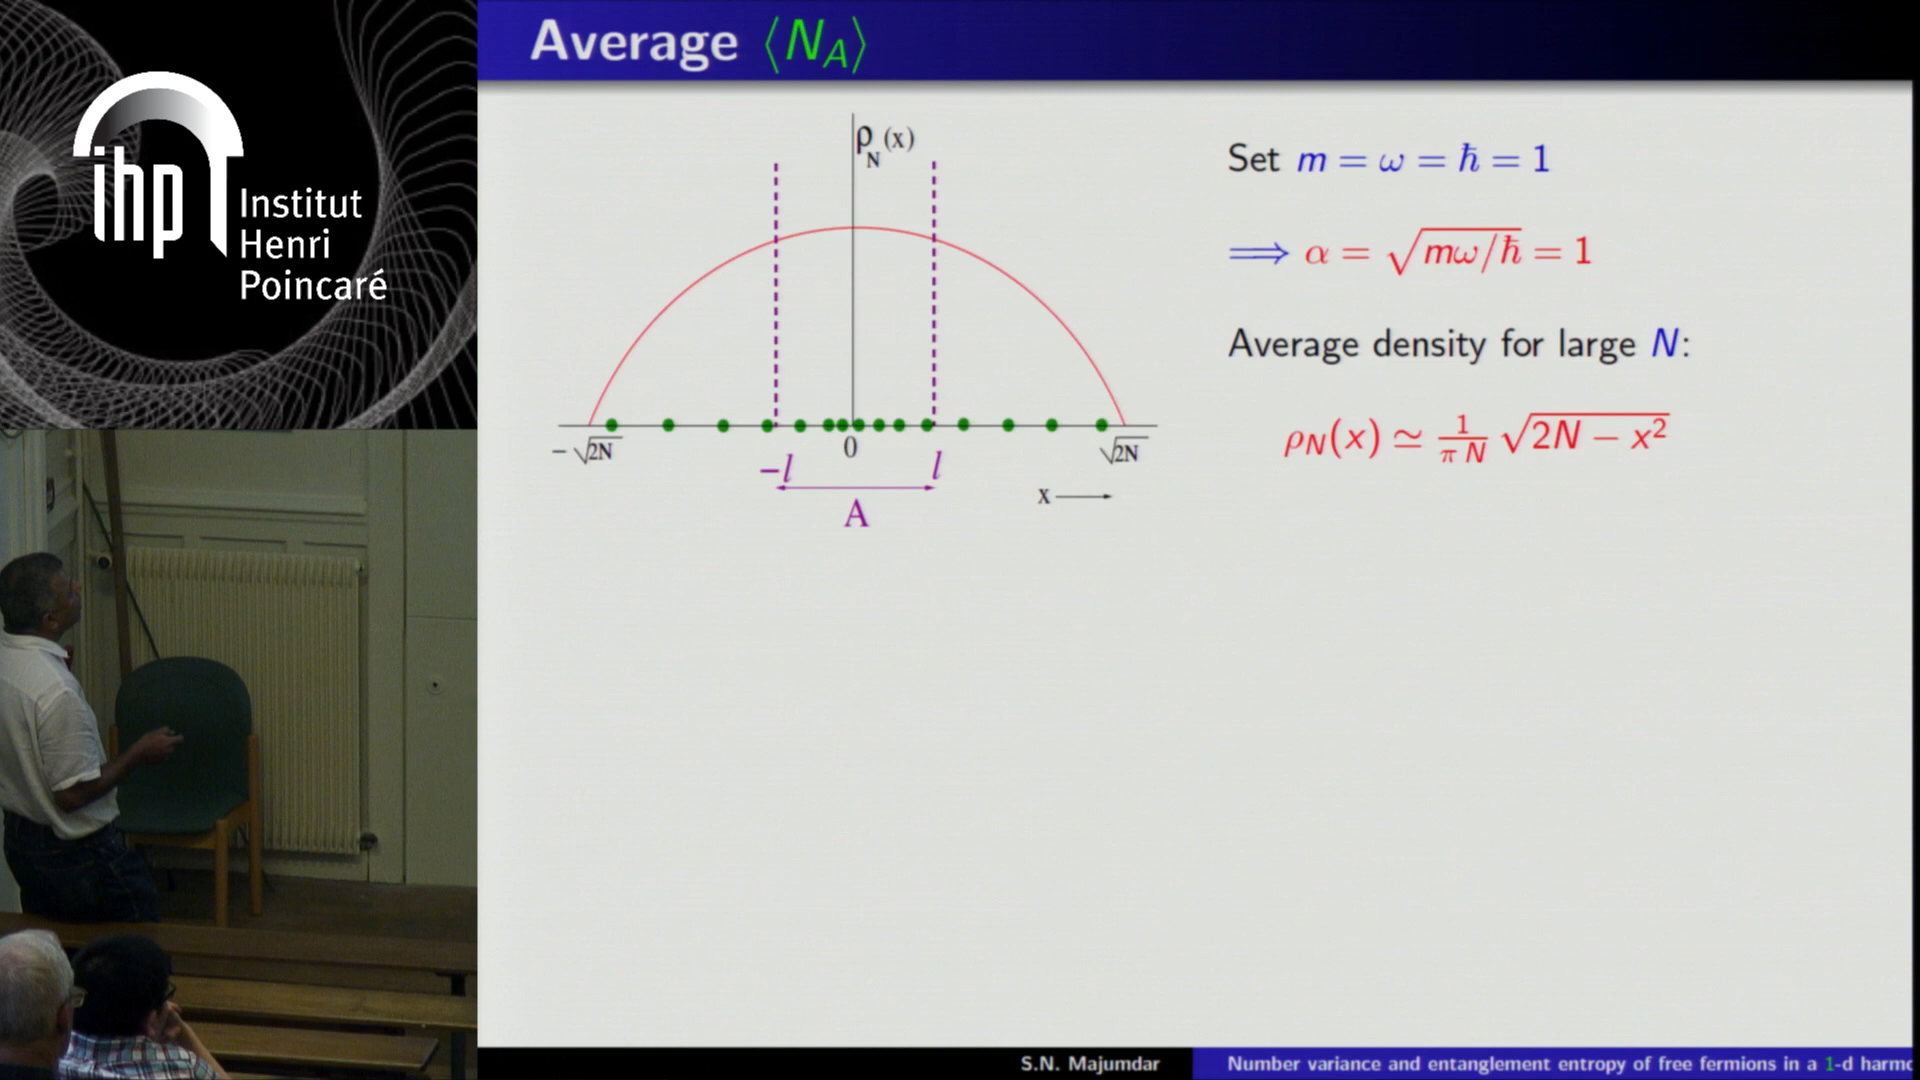 ihp
Institut
Henri
Poincaré
Average ⟨N_A⟩
ρ_N (x)
− √2N
−l
0
l
√2N
A
x
Set m = ω = ħ = 1
⟹ α = √(mω/ħ) = 1
Average density for large N:
ρ_N(x) ≃ 1/(π N) √(2N − x²)
S.N. Majumdar
Number variance and entanglement entropy of free fermions in a 1-d harmo